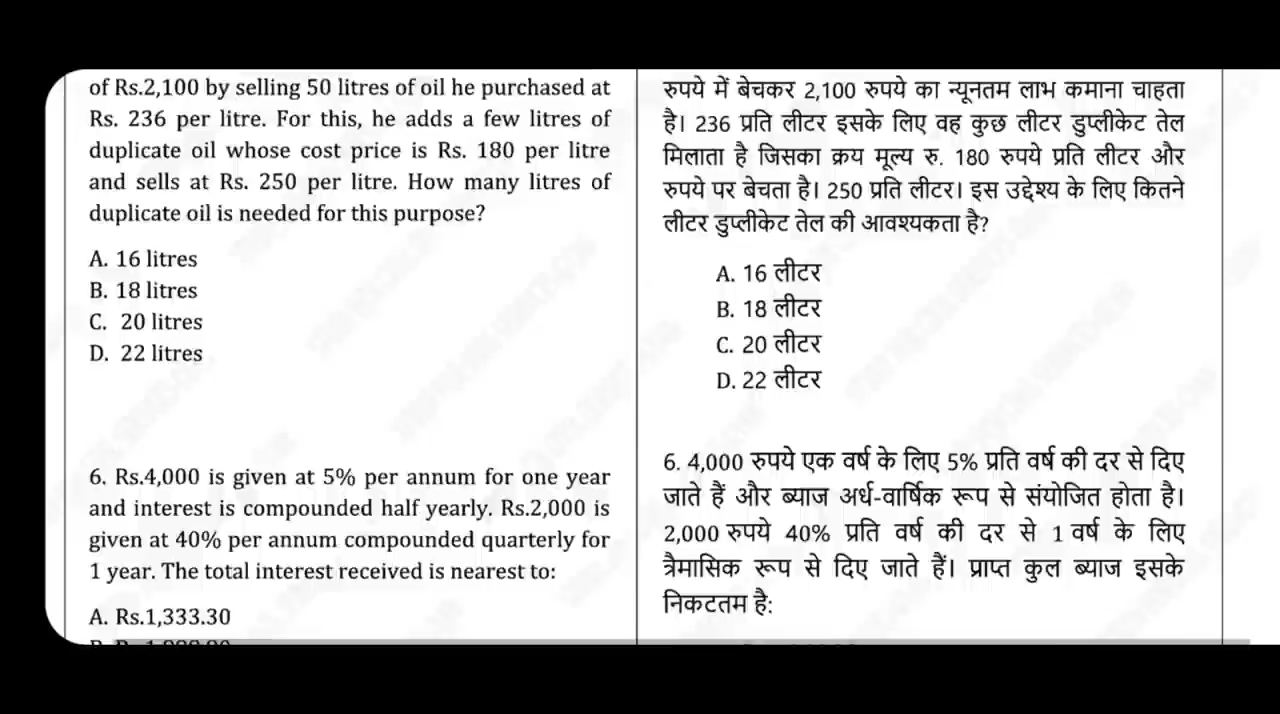 of Rs.2,100 by selling 50 litres of oil he purchased at
Rs. 236 per litre. For this, he adds a few litres of
duplicate oil whose cost price is Rs. 180 per litre
and sells at Rs. 250 per litre. How many litres of
duplicate oil is needed for this purpose?
A. 16 litres
B. 18 litres
C. 20 litres
D. 22 litres
6. Rs.4,000 is given at 5% per annum for one year
and interest is compounded half yearly. Rs.2,000 is
given at 40% per annum compounded quarterly for
1 year. The total interest received is nearest to:
A. Rs.1,333.30
रुपये में बेचकर 2,100 रुपये का न्यूनतम लाभ कमाना चाहता
है। 236 प्रति लीटर इसके लिए वह कुछ लीटर डुप्लीकेट तेल
मिलाता है जिसका क्रय मूल्य रु. 180 रुपये प्रति लीटर और
रुपये पर बेचता है। 250 प्रति लीटर। इस उद्देश्य के लिए कितने
लीटर डुप्लीकेट तेल की आवश्यकता है?
A. 16 लीटर
B. 18 लीटर
C. 20 लीटर
D. 22 लीटर
6. 4,000 रुपये एक वर्ष के लिए 5% प्रति वर्ष की दर से दिए
जाते हैं और ब्याज अर्ध-वार्षिक रूप से संयोजित होता है।
2,000 रुपये 40% प्रति वर्ष की दर से 1 वर्ष के लिए
त्रैमासिक रूप से दिए जाते हैं। प्राप्त कुल ब्याज इसके
निकटतम है: